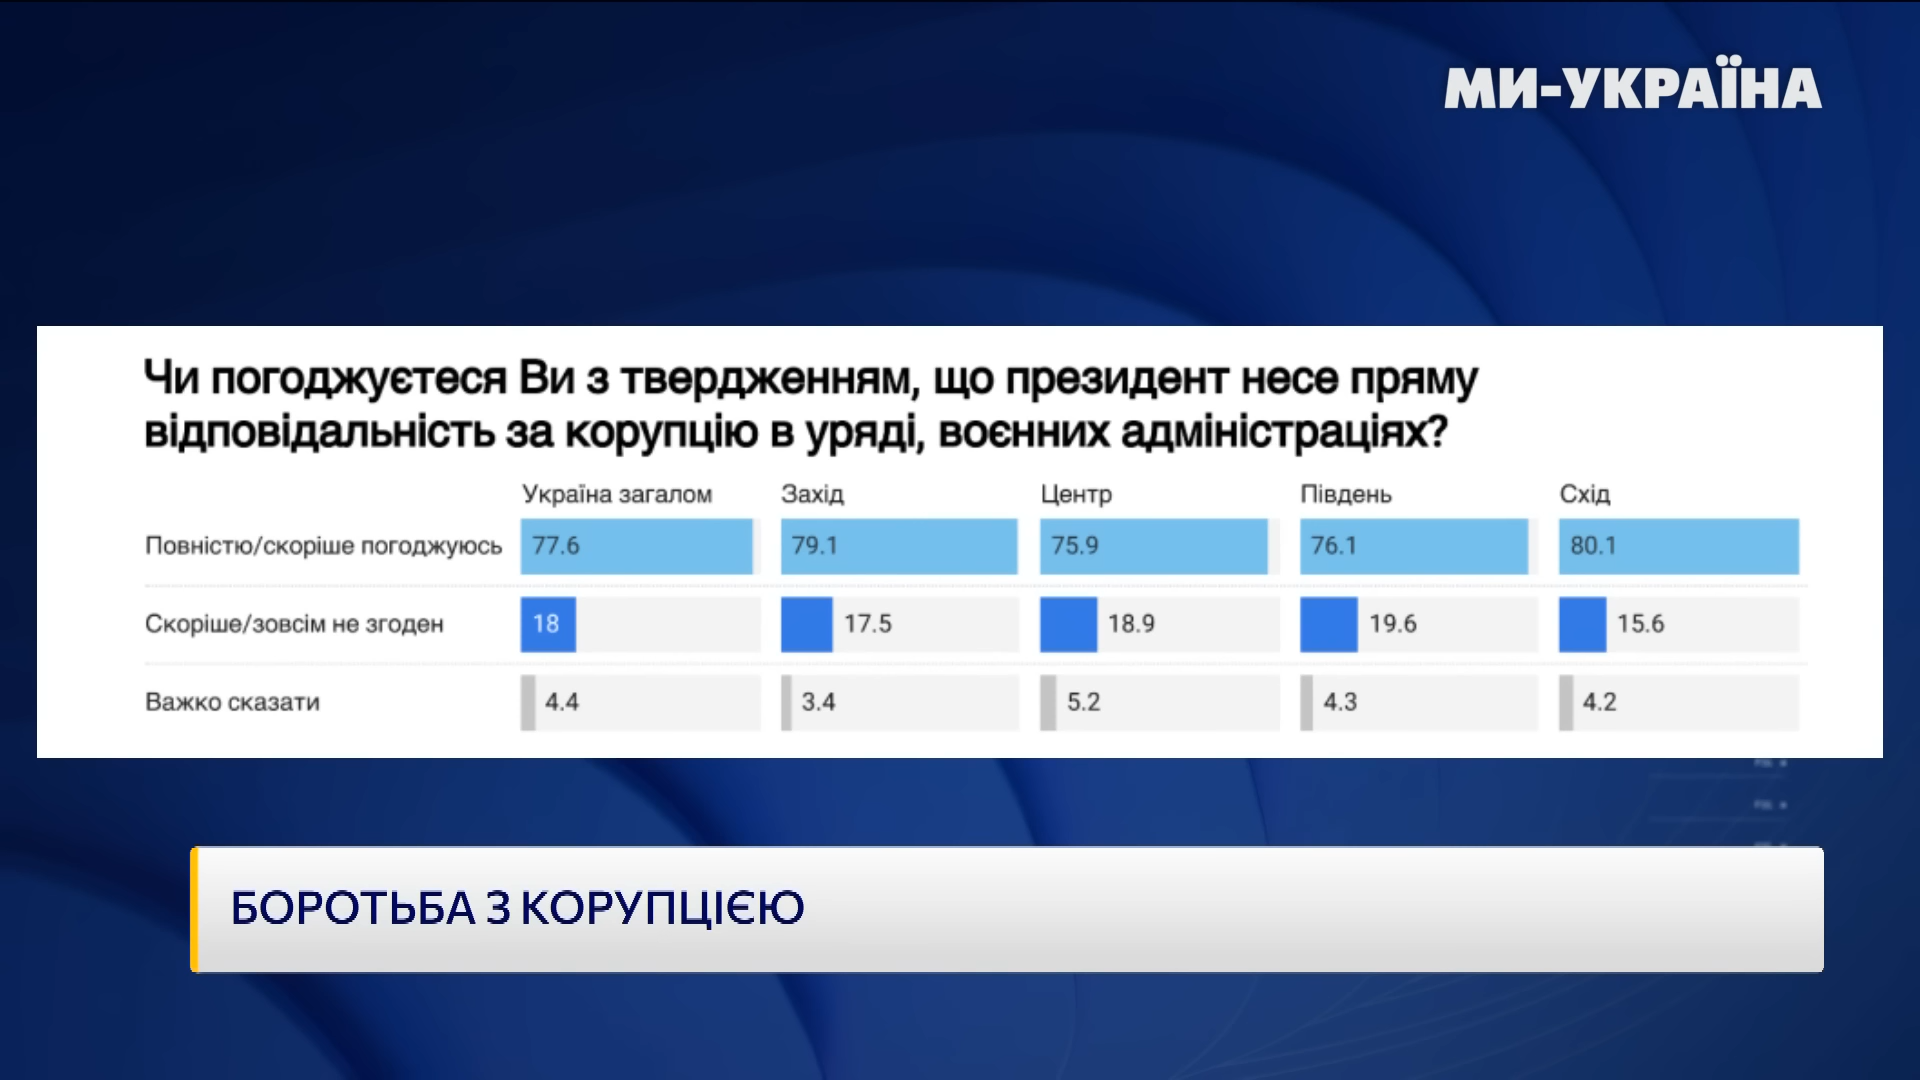 МИ-УКРАЇНА
Чи погоджуєтеся Ви з твердженням, що президент несе пряму
відповідальність за корупцію в уряді, воєнних адміністраціях?
Україна загалом Захід Центр Південь Схід
Повністю/скоріше погоджуюсь 77.6 79.1 75.9 76.1 80.1
Скоріше/зовсім не згоден 18 17.5 18.9 19.6 15.6
Важко сказати 4.4 3.4 5.2 4.3 4.2
БОРОТЬБА З КОРУПЦІЄЮ